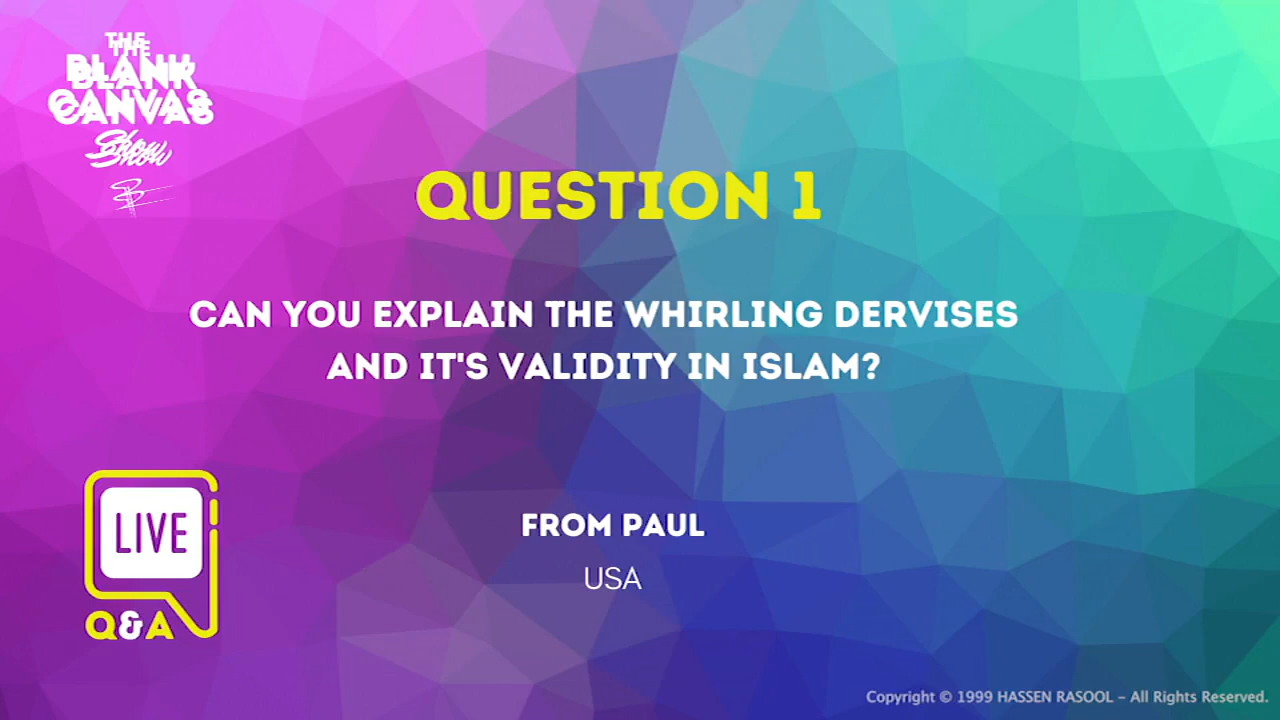 THE
BLANK
CANVAS
Show
QUESTION 1
CAN YOU EXPLAIN THE WHIRLING DERVISES
AND IT'S VALIDITY IN ISLAM?
LIVE
Q&A
FROM PAUL
USA
Copyright © 1999 HASSEN RASOOL – All Rights Reserved.